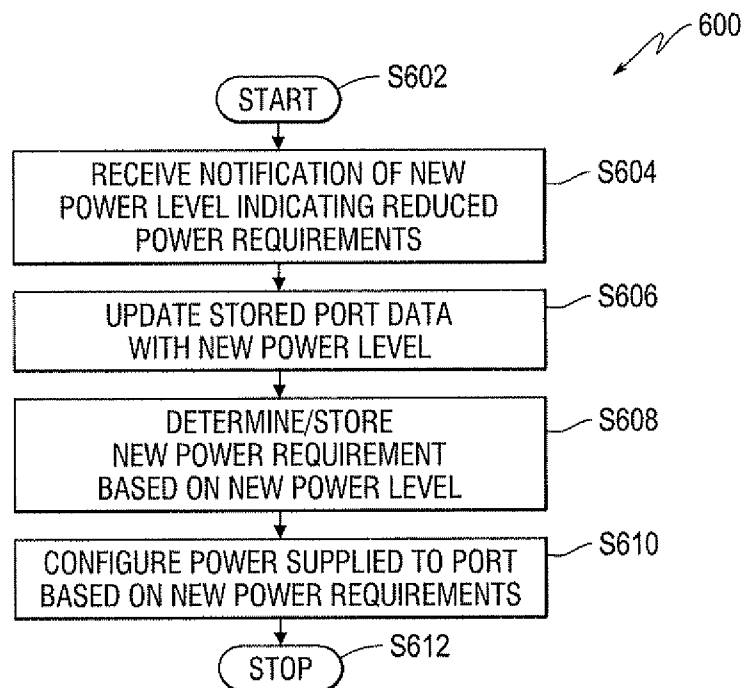 600
START
S602
RECEIVE NOTIFICATION OF NEW
POWER LEVEL INDICATING REDUCED
POWER REQUIREMENTS
S604
UPDATE STORED PORT DATA
WITH NEW POWER LEVEL
S606
DETERMINE/STORE
NEW POWER REQUIREMENT
BASED ON NEW POWER LEVEL
S608
CONFIGURE POWER SUPPLIED TO PORT
BASED ON NEW POWER REQUIREMENTS
S610
STOP
S612